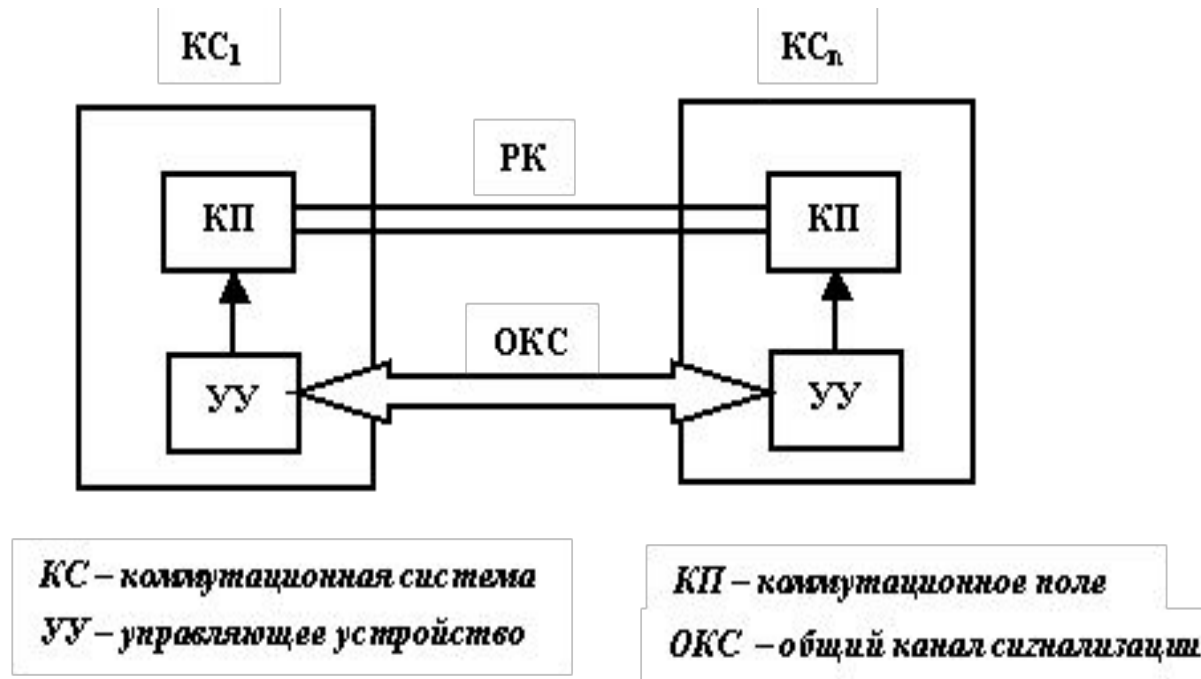 КС₁
КСₙ
РК
КП
КП
ОКС
УУ
УУ
КС – коммутационная система
УУ – управляющее устройство
КП – коммутационное поле
ОКС – общий канал сигнализации